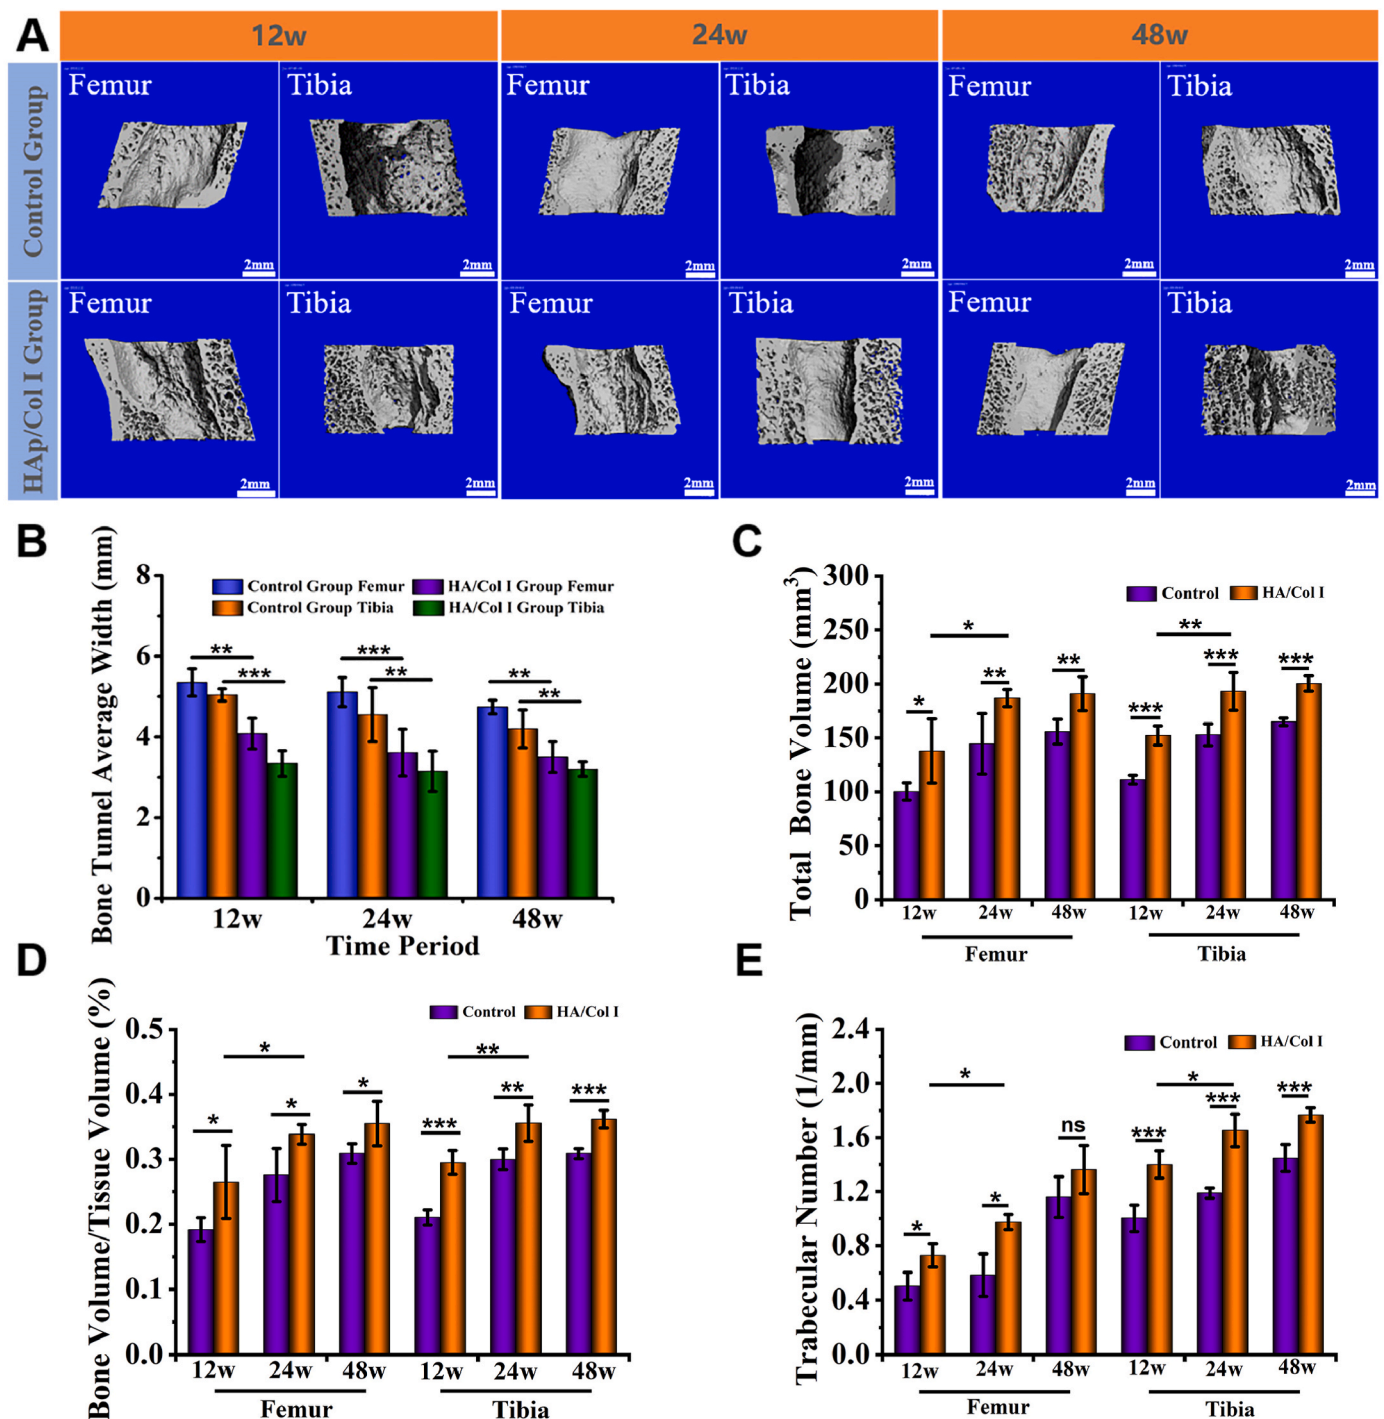 A
12w 24w 48w
Control Group
Femur Tibia Femur Tibia Femur Tibia
2mm 2mm 2mm 2mm 2mm 2mm
HAp/Col I Group
Femur Tibia Femur Tibia Femur Tibia
2mm 2mm 2mm 2mm 2mm 2mm
B
Bone Tunnel Average Width (mm)
8
6
4
2
0
Control Group Femur HA/Col I Group Femur
Control Group Tibia HA/Col I Group Tibia
** *** *** ** ** **
12w 24w 48w
Time Period
C
Total Bone Volume (mm³)
300
250
200
150
100
50
0
Control HA/Col I
* **
* ** ** *** *** ***
12w 24w 48w 12w 24w 48w
Femur Tibia
D
Bone Volume/Tissue Volume (%)
0.5
0.4
0.3
0.2
0.1
0.0
Control HA/Col I
* **
* * * *** ** ***
12w 24w 48w 12w 24w 48w
Femur Tibia
E
Trabecular Number (1/mm)
2.4
2.0
1.6
1.2
0.8
0.4
0.0
Control HA/Col I
* *
* * ns *** *** ***
12w 24w 48w 12w 24w 48w
Femur Tibia